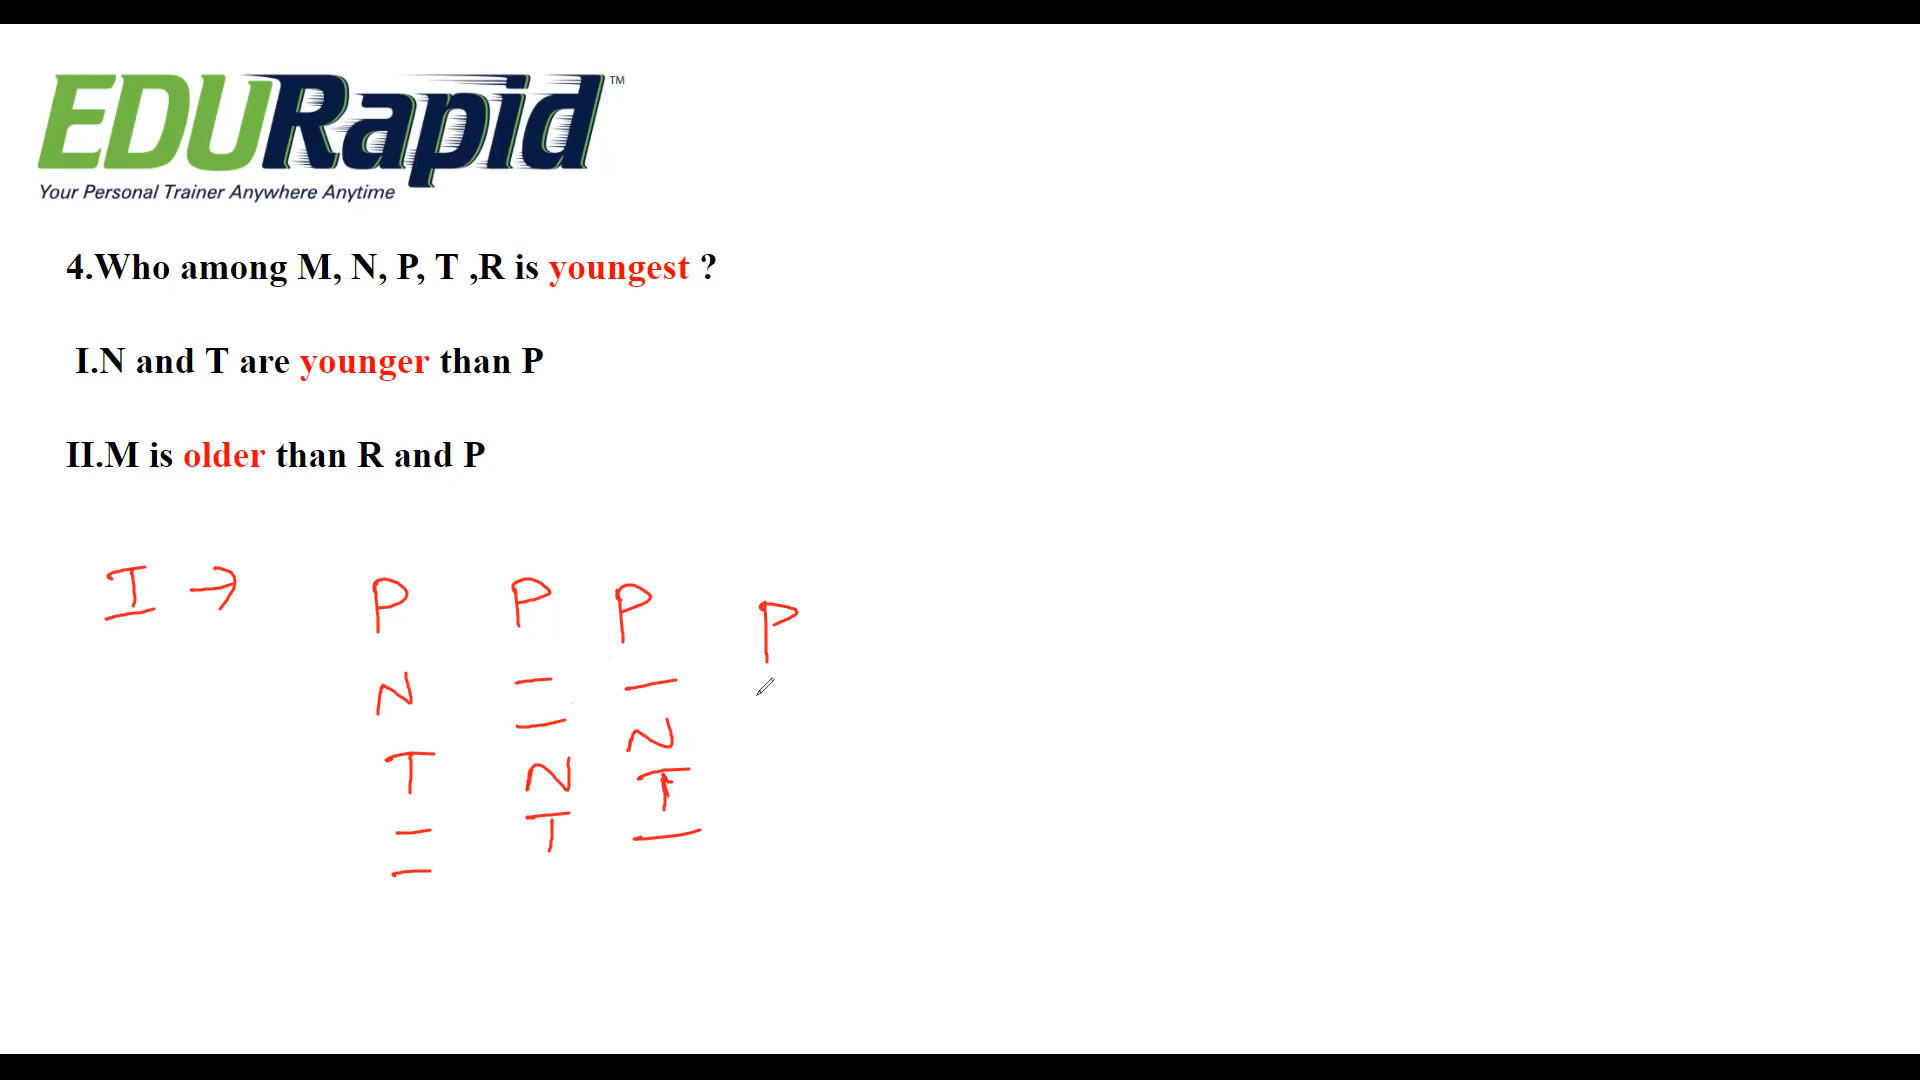 EDURapid™
Your Personal Trainer Anywhere Anytime
4.Who among M, N, P, T ,R is youngest ?
I.N and T are younger than P
II.M is older than R and P
I → P P P P
N – –
– N
T N T
– T –
–